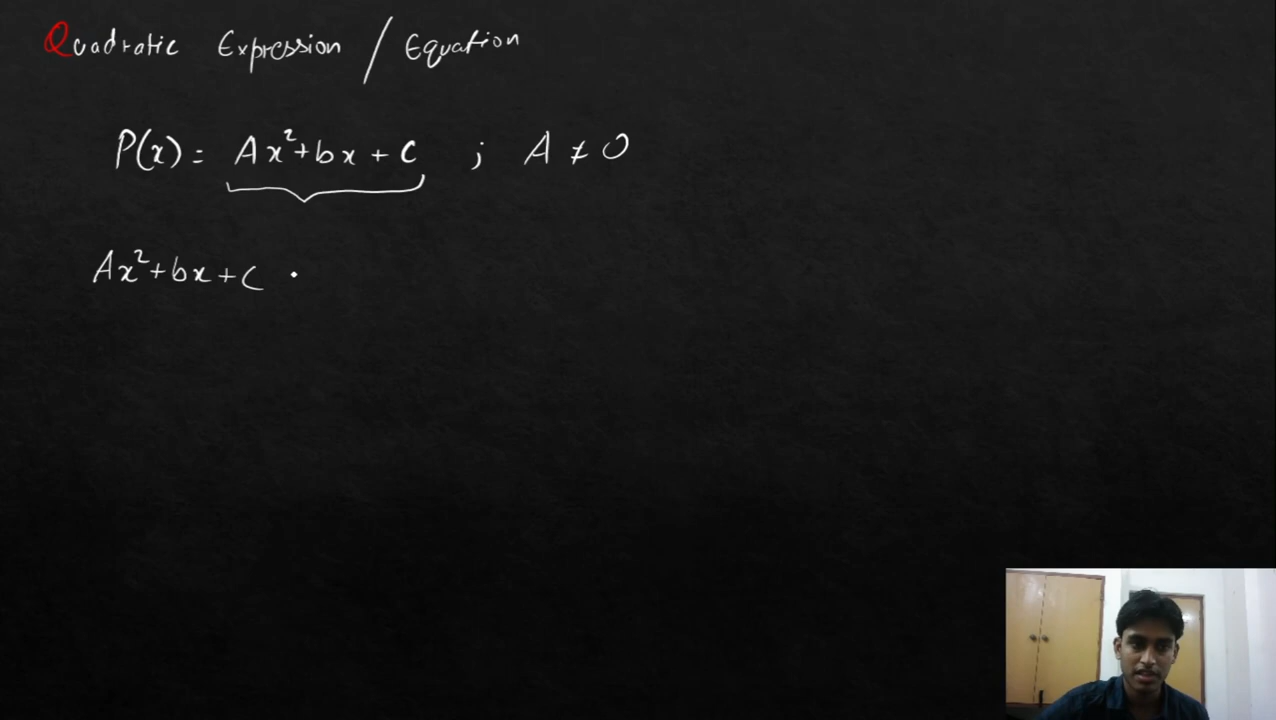 Quadratic Expression / Equation
P(x) = Ax²+bx + c ; A ≠ 0
Ax²+bx+c